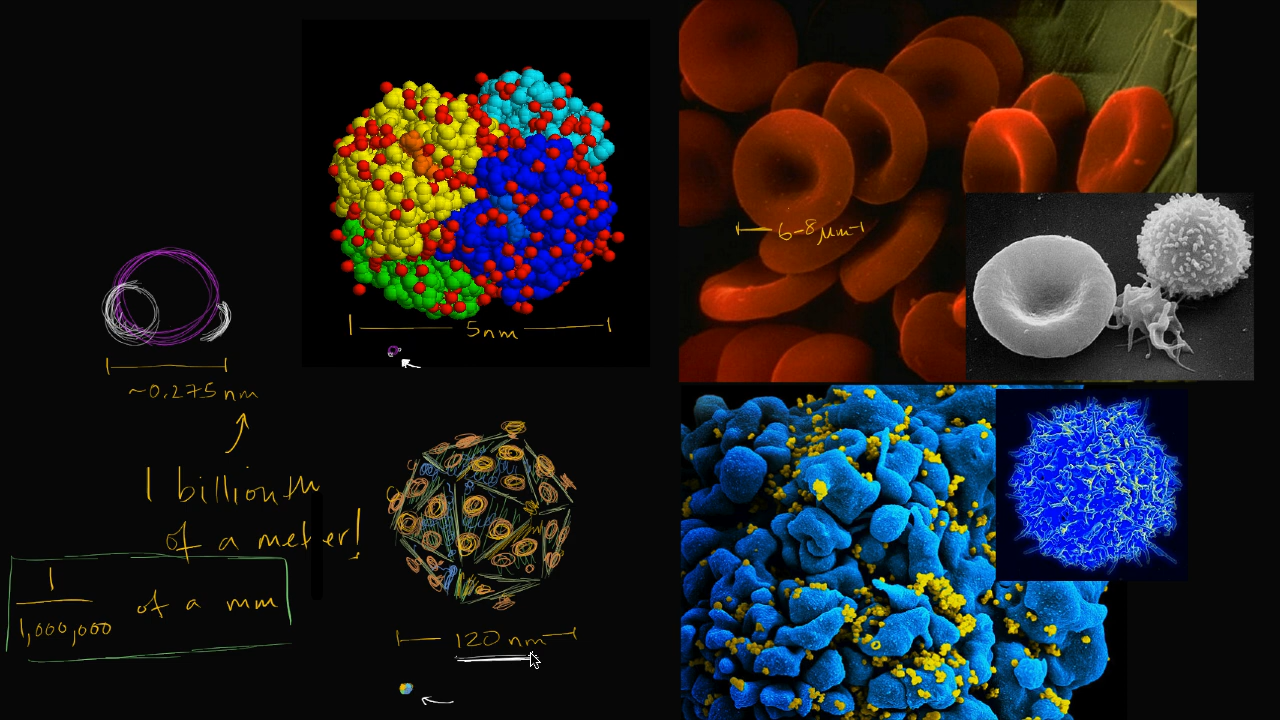 5nm
6-8 μm
~0.275 nm
1 billionth
of a meter!
1
1,000,000
of a mm
120 nm